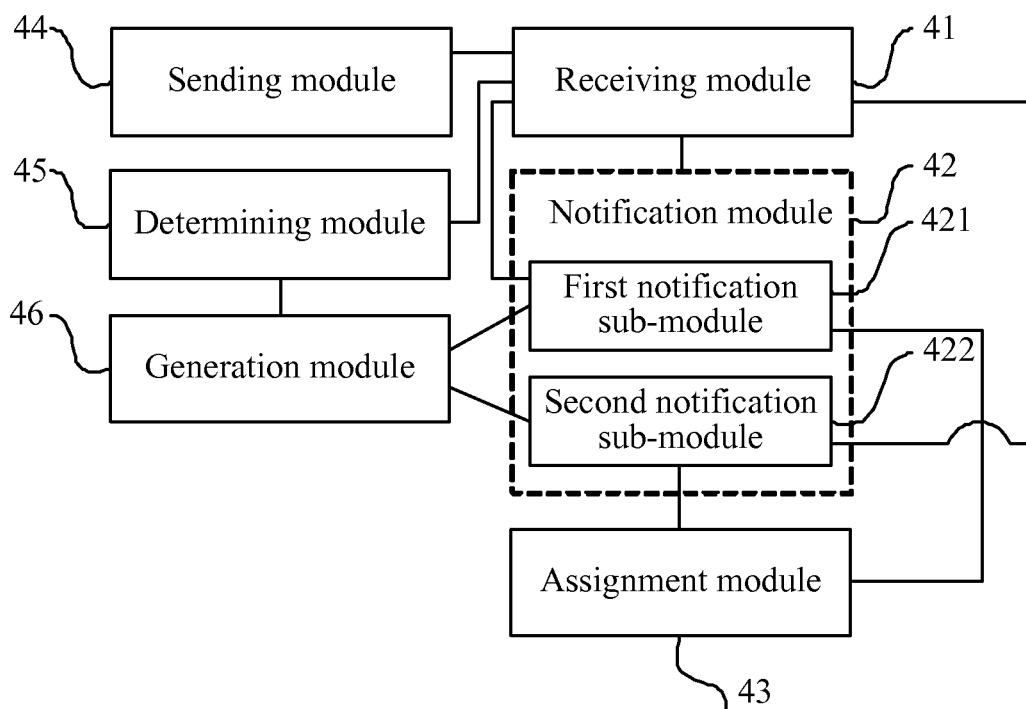 44
Sending module
Receiving module
41
45
Determining module
Notification module
42
421
First notification
sub-module
46
Generation module
422
Second notification
sub-module
Assignment module
43